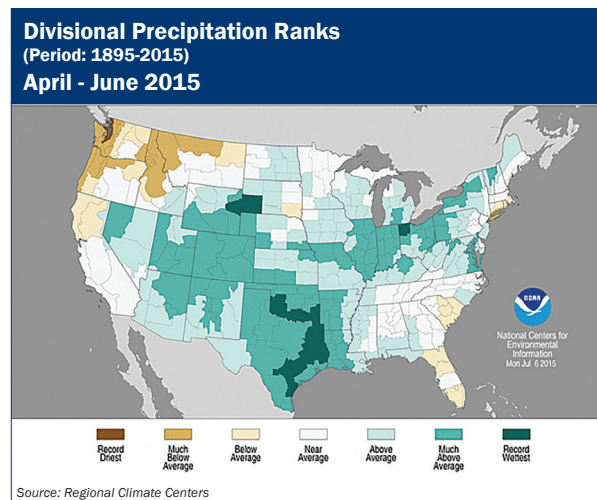 Divisional Precipitation Ranks
(Period: 1895-2015)
April - June 2015
NOAA
National Centers for
Environmental
Information
Mon Jul 6 2015
Record
Driest
Much
Below
Average
Below
Average
Near
Average
Above
Average
Much
Above
Average
Record
Wettest
Source: Regional Climate Centers